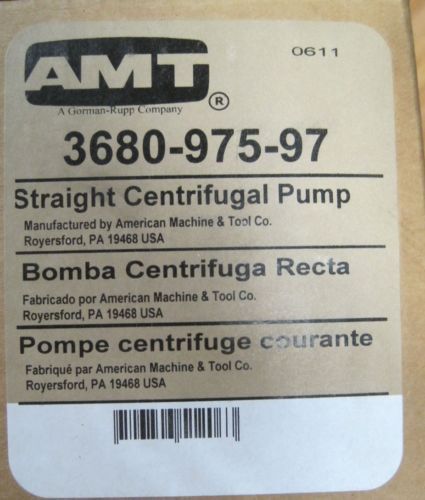 AMT
0611
A Gorman-Rupp Company
®
3680-975-97
Straight Centrifugal Pump
Manufactured by American Machine & Tool Co.
Royersford, PA 19468 USA
Bomba Centrifuga Recta
Fabricado por American Machine & Tool Co.
Royersford, PA 19468 USA
Pompe centrifuge courante
Fabriqué par American Machine & Tool Co.
Royersford, PA 19468 USA